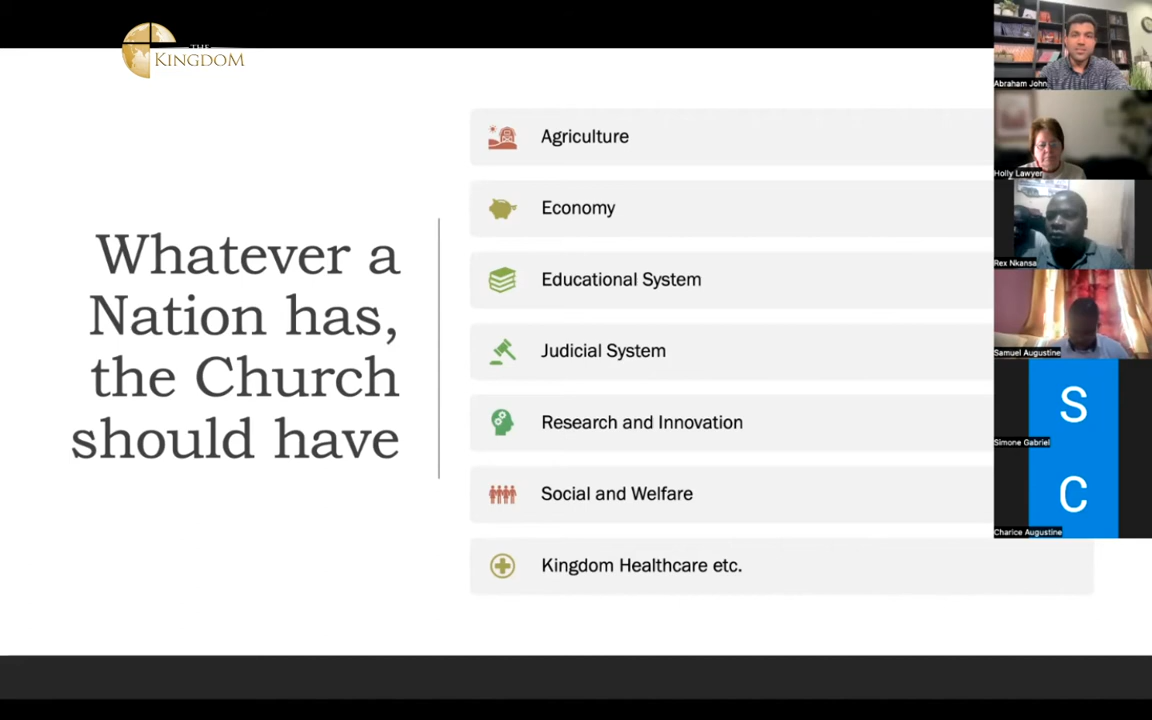 THE
KINGDOM
Whatever a
Nation has,
the Church
should have
Agriculture
Economy
Educational System
Judicial System
Research and Innovation
Social and Welfare
Kingdom Healthcare etc.
Abraham John
Holly Lawyer
Rex Nkansa
Samuel Augustine
S
Simone Gabriel
C
Charice Augustine